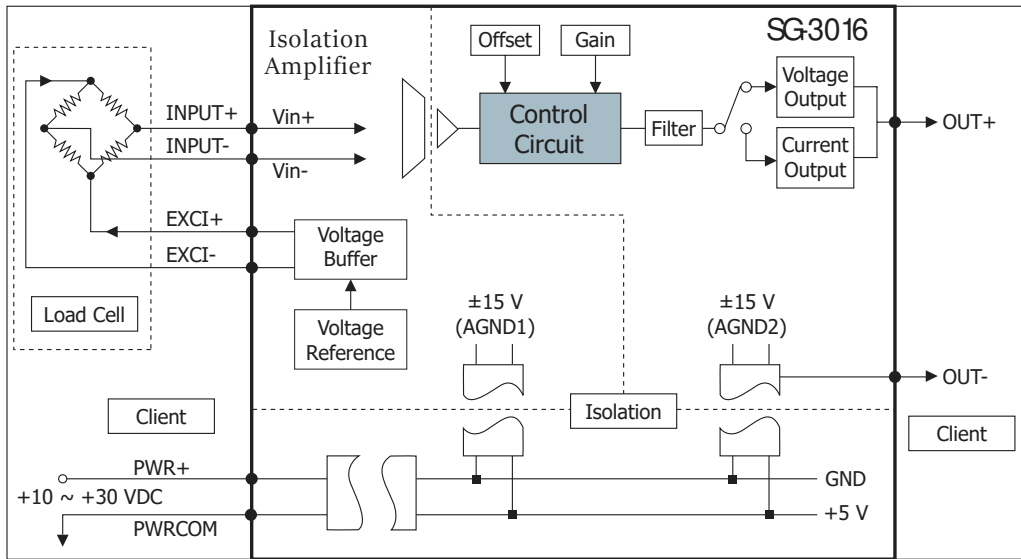 Isolation
Amplifier
SG-3016
Offset
Gain
Voltage
Output
INPUT+
Vin+
Control
Circuit
Filter
OUT+
INPUT-
Vin-
Current
Output
EXCI+
Voltage
Buffer
EXCI-
Load Cell
Voltage
Reference
±15 V
(AGND1)
±15 V
(AGND2)
OUT-
Client
Isolation
Client
PWR+
GND
+10 ~ +30 VDC
PWRCOM
+5 V